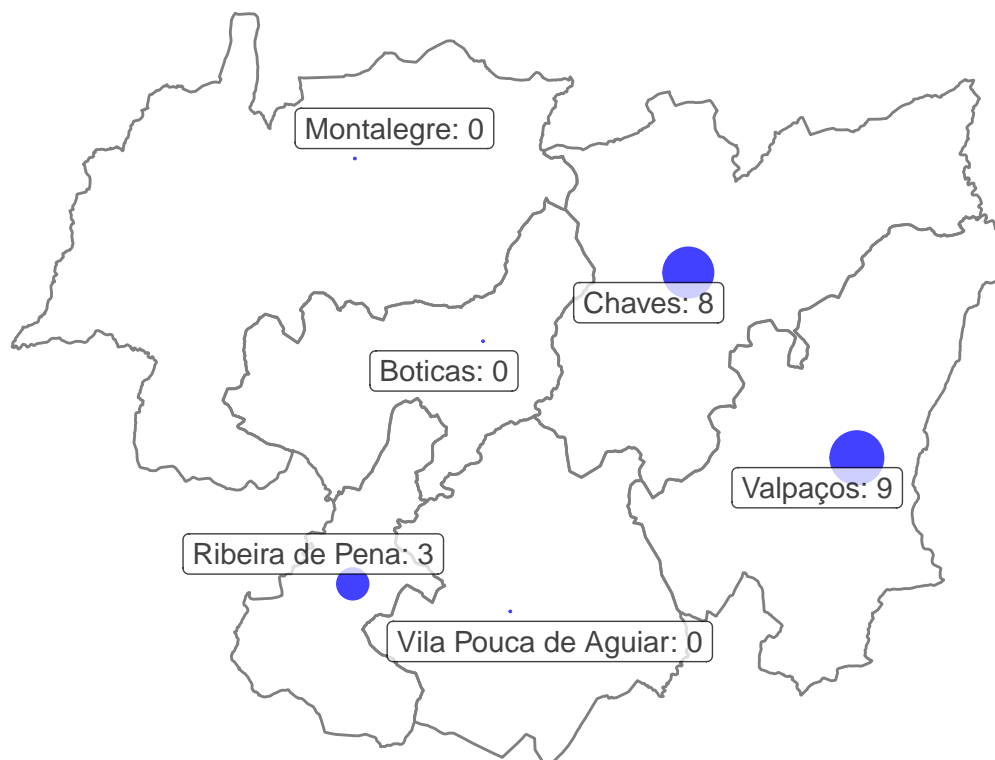 Montalegre: 0
Chaves: 8
Boticas: 0
Valpaços: 9
Ribeira de Pena: 3
Vila Pouca de Aguiar: 0